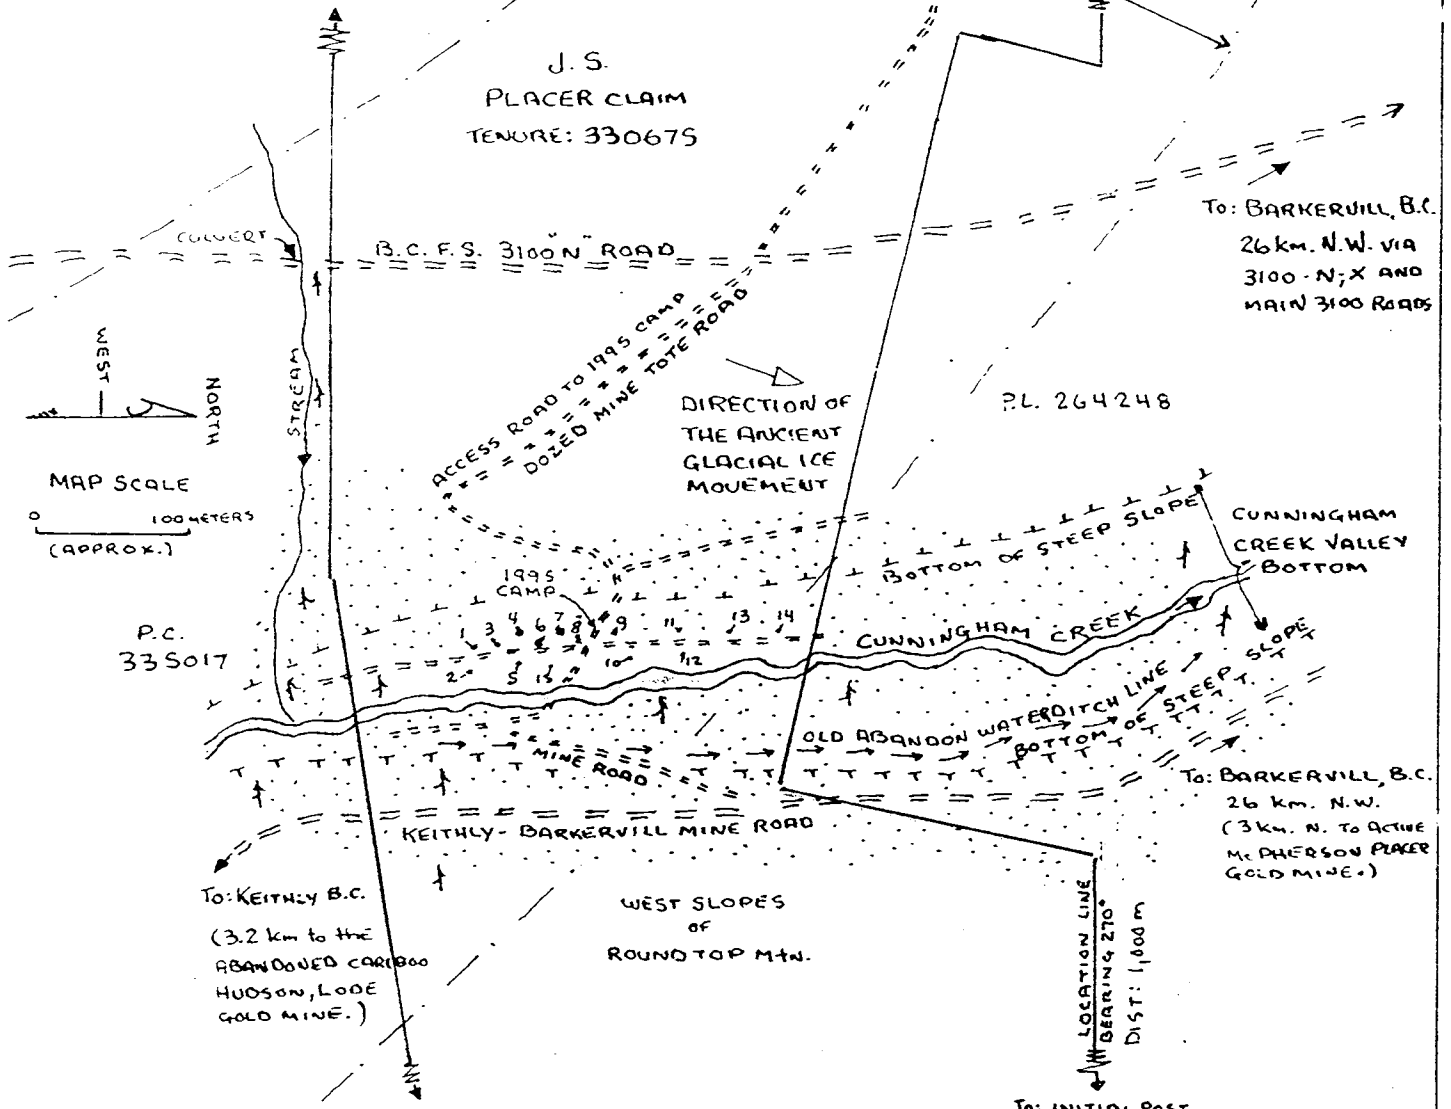 J.S.
PLACER CLAIM
TENURE: 330675
CULVERT
B.C.F.S. 3100"N" ROAD
To: BARKERVILL, B.C.
26 km. N.W. VIA
3100-N; X AND
MAIN 3100 ROADS
WEST
NORTH
STREAM
MAP SCALE
0 100 METERS
(APPROX.)
ACCESS ROAD TO 1995 CAMP
DOZED MINE TOTE ROAD
DIRECTION OF
THE ANCIENT
GLACIAL ICE
MOVEMENT
P.L. 264248
BOTTOM OF STEEP SLOPE
CUNNINGHAM
CREEK VALLEY
BOTTOM
1995
CAMP
P.C.
335017
1 3 4 6 7 8 9 11 13 14
2 5 15 10 12
CUNNINGHAM CREEK
OLD ABANDON WATERDITCH LINE
BOTTOM OF STEEP SLOPE
MINE ROAD
KEITHLY-BARKERVILL MINE ROAD
To: BARKERVILL, B.C.
26 km. N.W.
(3 km. N. TO ACTIVE
McPHERSON PLACER
GOLD MINE.)
To: KEITHLY B.C.
(3.2 km to the
ABANDONED CARIBOO
HUDSON, LODE
GOLD MINE.)
WEST SLOPES
OF
ROUND TOP MTN.
LOCATION LINE
BEARING 270°
DIST: 1,000 m
To: INITIAL POST